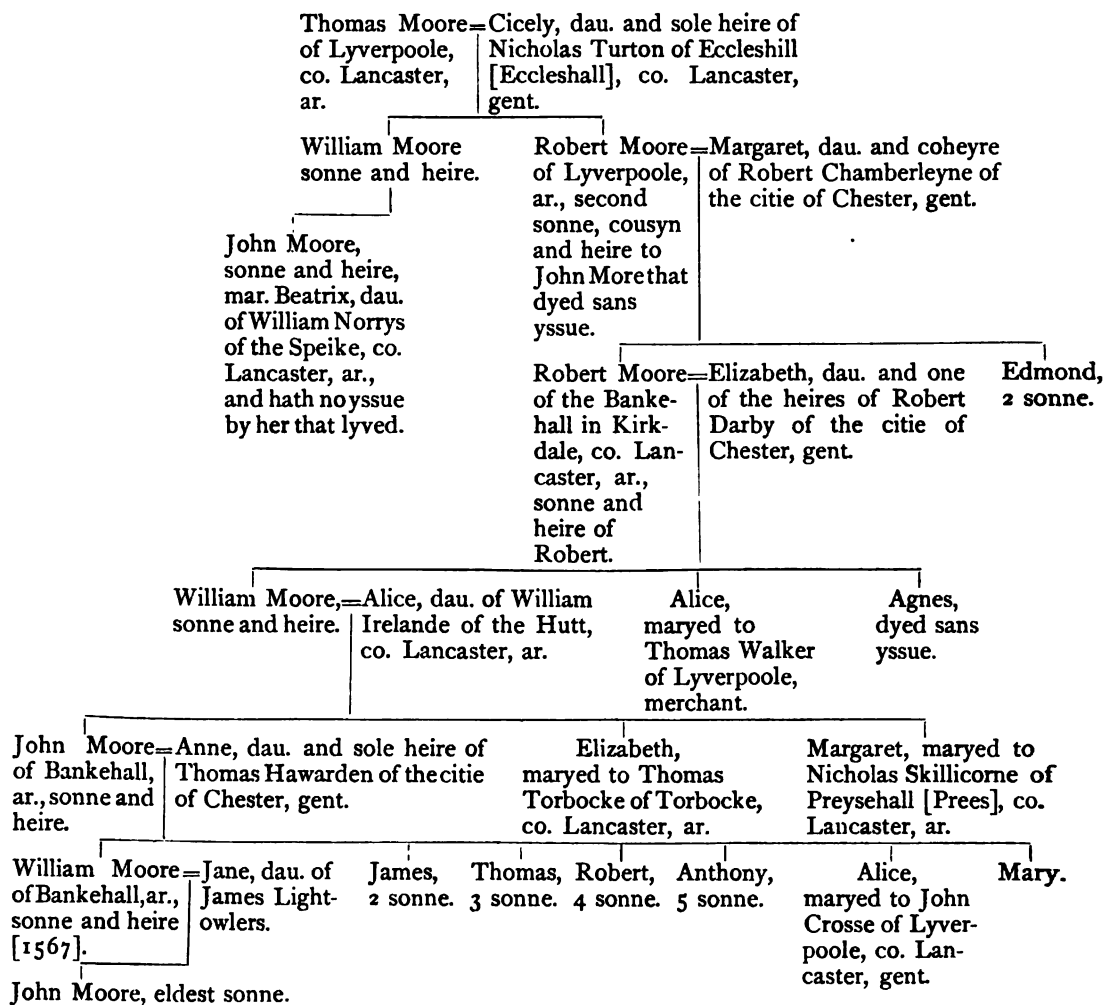 Thomas Moore=Cicely, dau. and sole heire of
of Lyverpoole, Nicholas Turton of Eccleshill
co. Lancaster, [Eccleshall], co. Lancaster,
ar. gent.
William Moore
sonne and heire.
Robert Moore=Margaret, dau. and coheyre
of Lyverpoole, of Robert Chamberleyne of
ar., second the citie of Chester, gent.
sonne, cousyn
and heire to
John More that
dyed sans
yssue.
John Moore,
sonne and heire,
mar. Beatrix, dau.
of William Norrys
of the Speike, co.
Lancaster, ar.,
and hath no yssue
by her that lyved.
Robert Moore=Elizabeth, dau. and one
of the Banke- of the heires of Robert
hall in Kirk- Darby of the citie of
dale, co. Lan- Chester, gent.
caster, ar.,
sonne and
heire of
Robert.
Edmond,
2 sonne.
William Moore,=Alice, dau. of William
sonne and heire. Irelande of the Hutt,
co. Lancaster, ar.
Alice,
maryed to
Thomas Walker
of Lyverpoole,
merchant.
Agnes,
dyed sans
yssue.
John Moore=Anne, dau. and sole heire of
of Bankehall, Thomas Hawarden of the citie
ar., sonne and of Chester, gent.
heire.
Elizabeth,
maryed to Thomas
Torbocke of Torbocke,
co. Lancaster, ar.
Margaret, maryed to
Nicholas Skillicorne of
Preysehall [Prees], co.
Lancaster, ar.
William Moore=Jane, dau. of
of Bankehall, ar., James Light-
sonne and heire owlers.
[1567].
James,
2 sonne.
Thomas,
3 sonne.
Robert,
4 sonne.
Anthony,
5 sonne.
Alice,
maryed to John
Crosse of Lyver-
poole, co. Lan-
caster, gent.
Mary.
John Moore, eldest sonne.